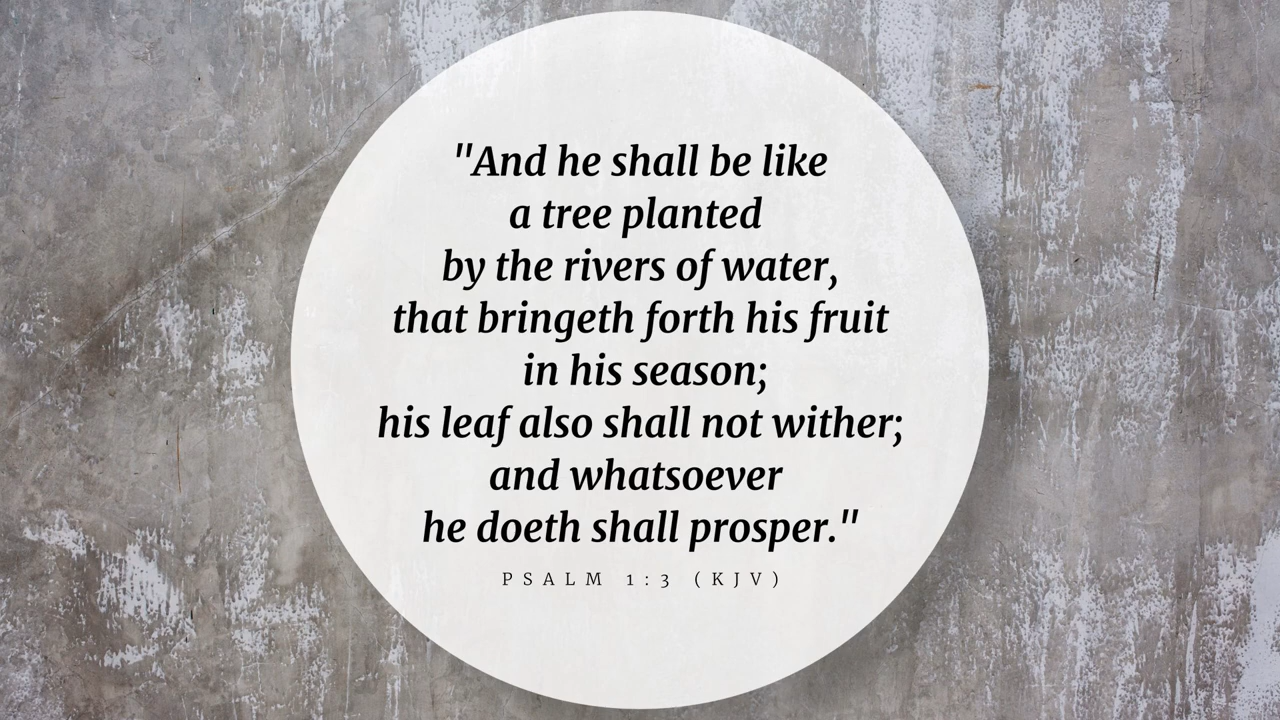 "And he shall be like
a tree planted
by the rivers of water,
that bringeth forth his fruit
in his season;
his leaf also shall not wither;
and whatsoever
he doeth shall prosper."
PSALM 1:3 (KJV)